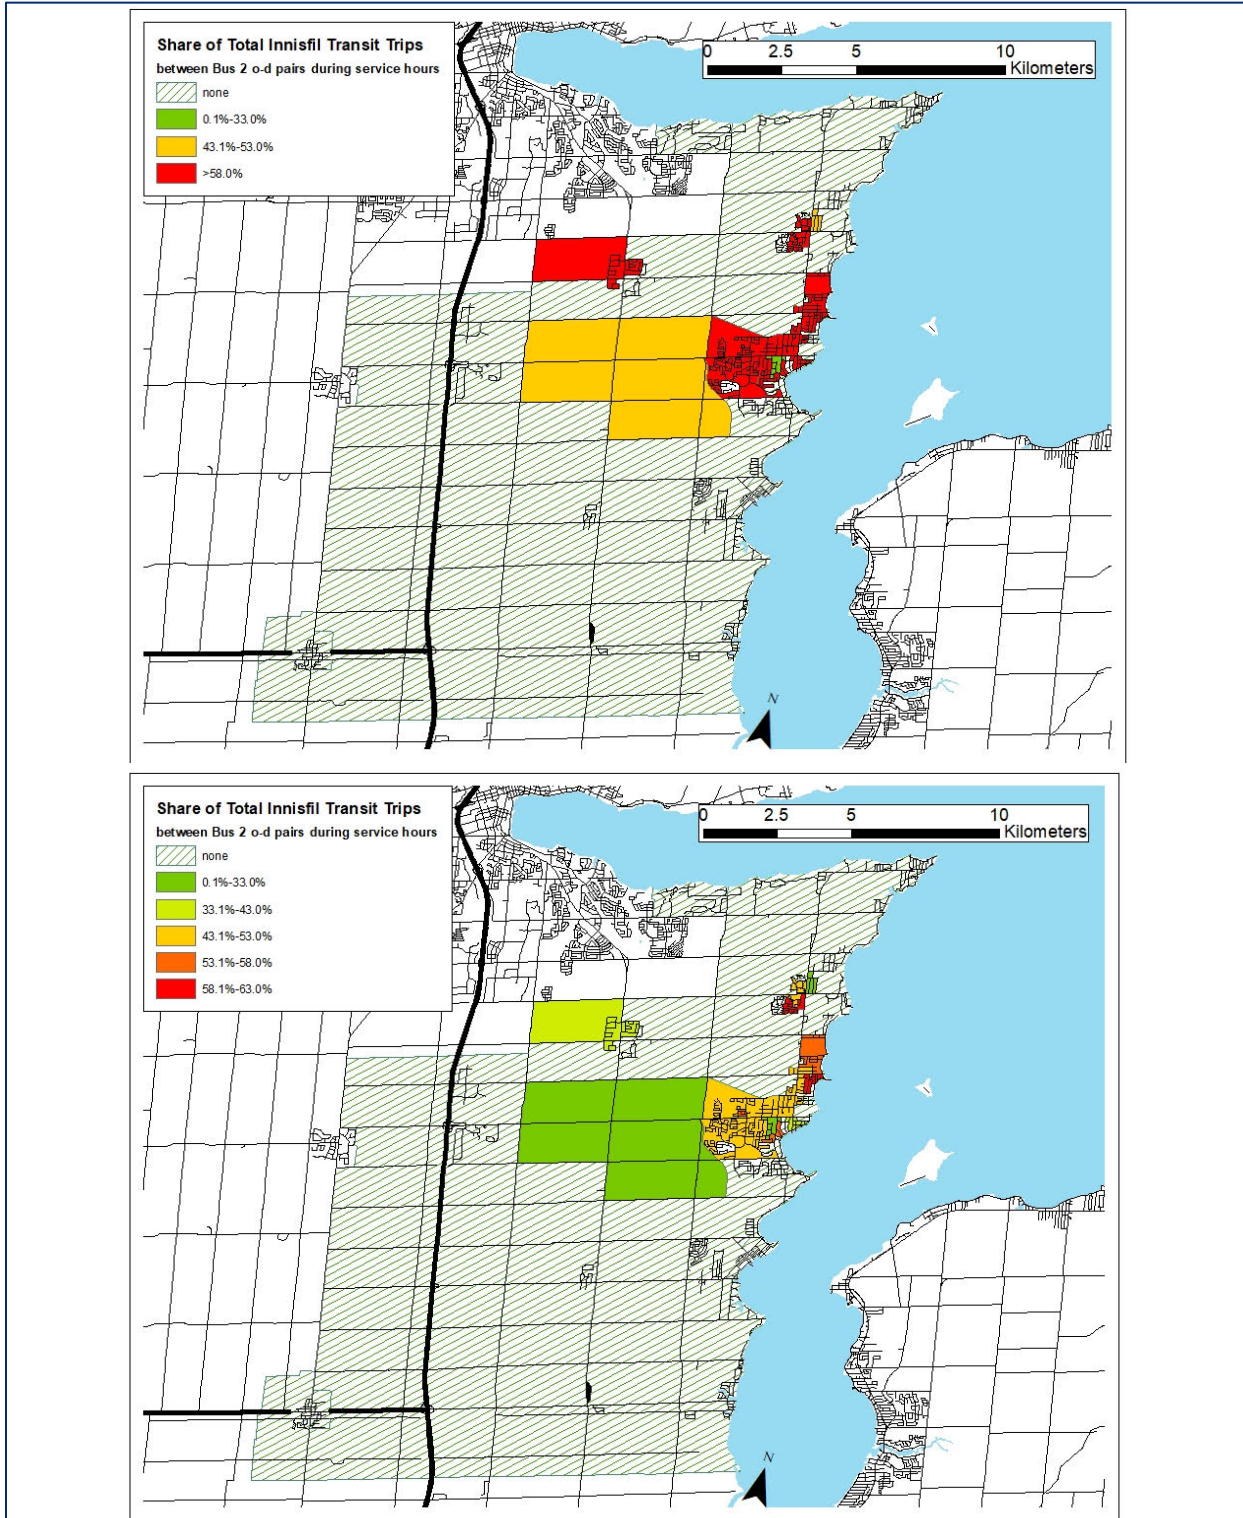 Share of Total Innisfil Transit Trips
between Bus 2 o-d pairs during service hours
none
0.1%-33.0%
43.1%-53.0%
>58.0%
0 2.5 5 10
Kilometers
N
Share of Total Innisfil Transit Trips
between Bus 2 o-d pairs during service hours
none
0.1%-33.0%
33.1%-43.0%
43.1%-53.0%
53.1%-58.0%
58.1%-63.0%
0 2.5 5 10
Kilometers
N